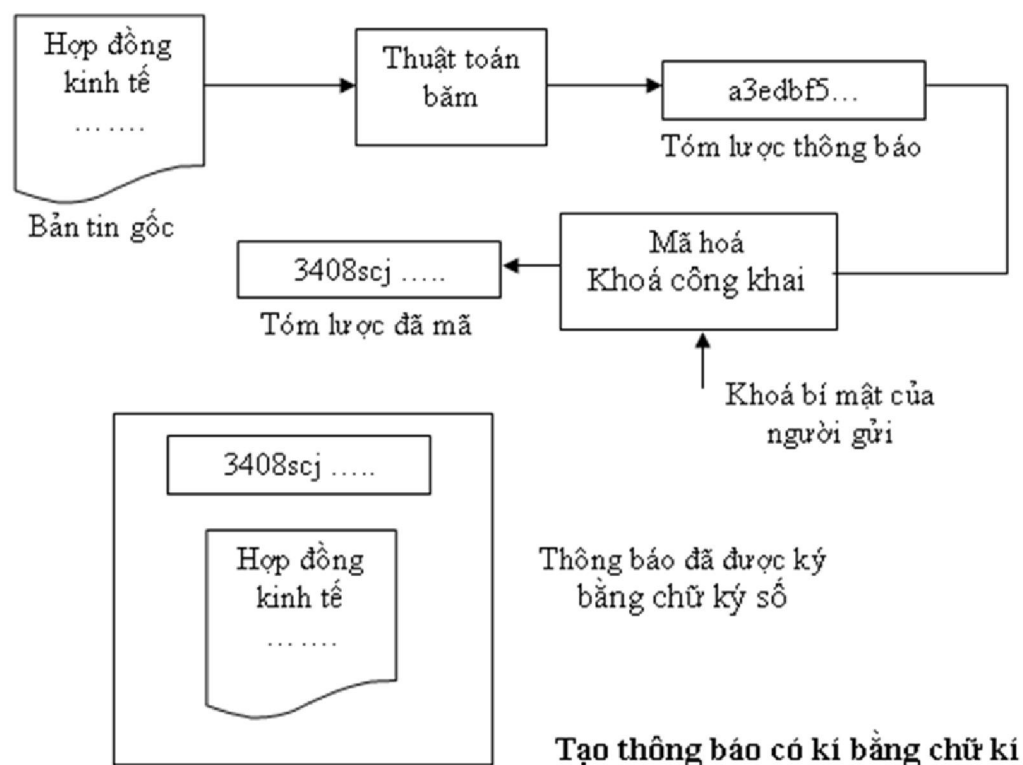 Hợp đồng
kinh tế
... ....
Thuật toán
băm
a3edbf5...
Tóm lược thông báo
Bản tin gốc
Mã hoá
Khoá công khai
3408scj .....
Tóm lược đã mã
Khoá bí mật của
người gửi
3408scj .....
Hợp đồng
kinh tế
... ....
Thông báo đã được ký
bằng chữ ký số
Tạo thông báo có kí bằng chữ kí